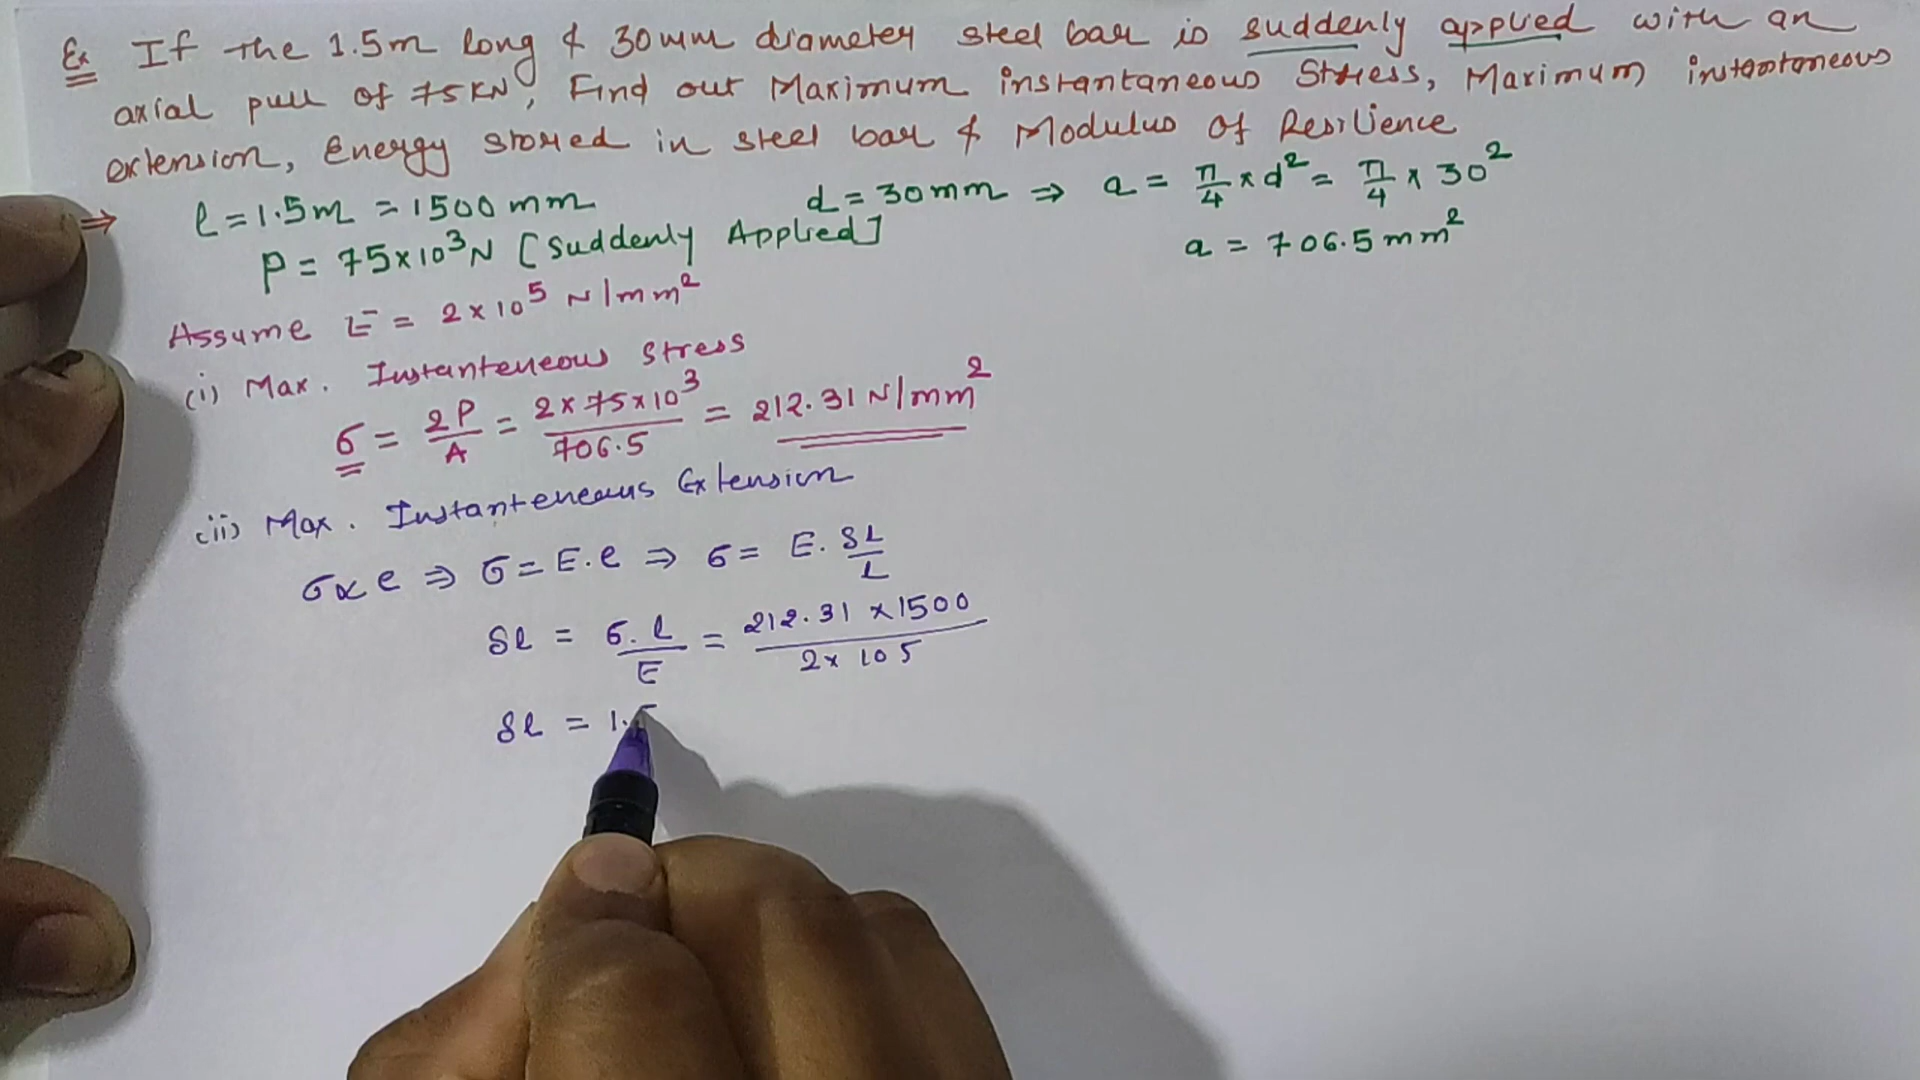 Ex If the 1.5m long & 30mm diameter steel bar is suddenly applied with an
axial pull of 75KN, Find out Maximum instantaneous Stress, Maximum instantaneous
extension, Energy stored in steel bar & Modulus of Resilience
⇒ l = 1.5m = 1500 mm d = 30mm ⇒ a = π/4 × d² = π/4 × 30²
P = 75×10³N [Suddenly Applied] a = 706.5 mm²
Assume E = 2×10⁵ N/mm²
(i) Max. Instanteneous Stress
σ = 2P/A = 2×75×10³/706.5 = 212.31 N/mm²
(ii) Max. Instanteneous Extension
σ∝e ⇒ σ=E.e ⇒ σ= E.δL/L
δl = σ.l/E = 212.31×1500/2×10⁵
δl = 1.5